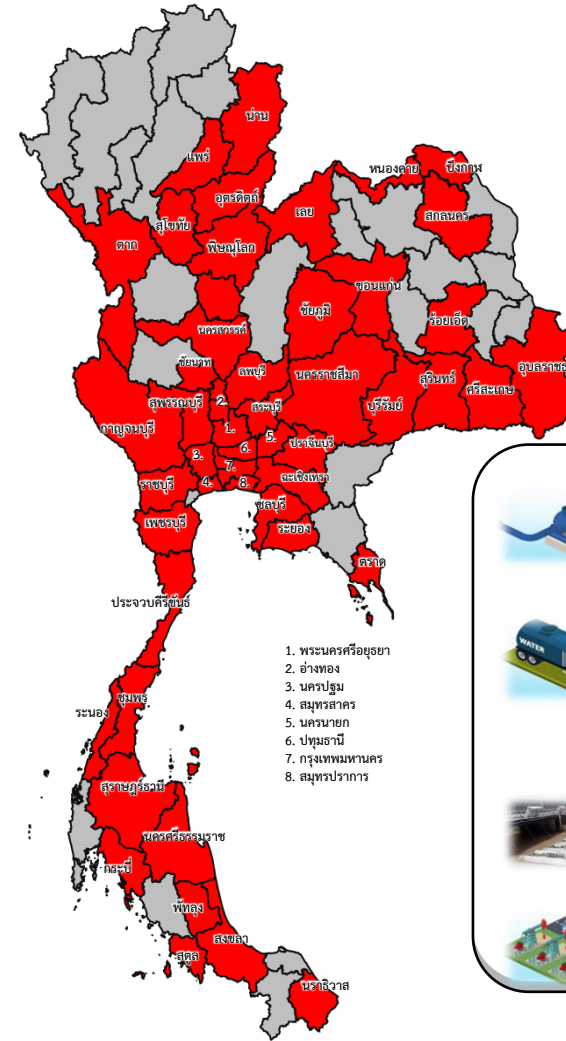 น่าน
แพร่
หนองคาย
บึงกาฬ
อุตรดิตถ์
เลย
สกลนคร
สุโขทัย
ตาก
พิษณุโลก
ขอนแก่น
ชัยภูมิ
ร้อยเอ็ด
นครสวรรค์
ชัยนาท
ลพบุรี
นครราชสีมา
อุบลราชธ
สุรินทร์
ศรีสะเกษ
บุรีรัมย์
สุพรรณบุรี
2.
สระบุรี
กาญจนบุรี
1.
5.
ปราจีนบุรี
6.
3.
7.
ฉะเชิงเทรา
ราชบุรี
4.
8.
ชลบุรี
เพชรบุรี
ระยอง
ตราด
ประจวบคีรีขันธ์
WATER
1. พระนครศรีอยุธยา
2. อ่างทอง
3. นครปฐม
4. สมุทรสาคร
5. นครนายก
6. ปทุมธานี
7. กรุงเทพมหานคร
8. สมุทรปราการ
ชุมพร
ระนอง
สุราษฎร์ธานี
นครศรีธรรมราช
กระบี่
พัทลุง
สงขลา
สตูล
นราธิวาส